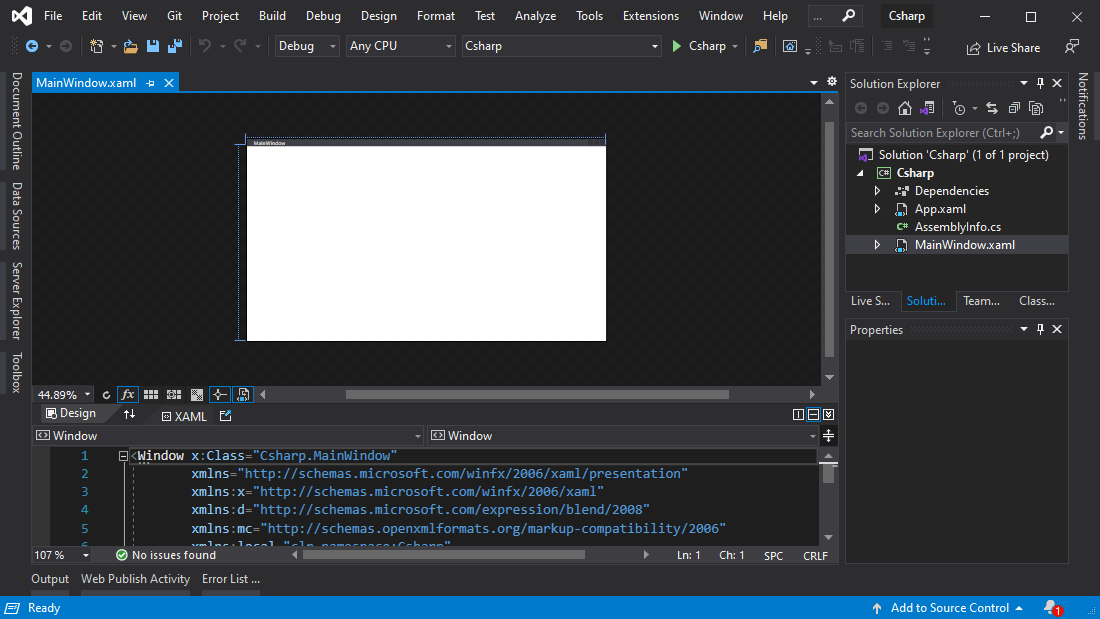 File Edit View Git Project Build Debug Design Format Test Analyze Tools Extensions Window Help ... Csharp
Debug Any CPU Csharp Csharp Live Share
Document Outline
Data Sources
Server Explorer
Toolbox
MainWindow.xaml
MainWindow
44.89% fx
Design XAML
Window Window
1 <Window x:Class="Csharp.MainWindow"
2 xmlns="http://schemas.microsoft.com/winfx/2006/xaml/presentation"
3 xmlns:x="http://schemas.microsoft.com/winfx/2006/xaml"
4 xmlns:d="http://schemas.microsoft.com/expression/blend/2008"
5 xmlns:mc="http://schemas.openxmlformats.org/markup-compatibility/2006"
107 % No issues found Ln: 1 Ch: 1 SPC CRLF
Solution Explorer
Search Solution Explorer (Ctrl+;)
Solution 'Csharp' (1 of 1 project)
C# Csharp
Dependencies
App.xaml
C# AssemblyInfo.cs
MainWindow.xaml
Live S... Soluti... Team... Class...
Properties
Notifications
Output Web Publish Activity Error List ...
Ready Add to Source Control 1